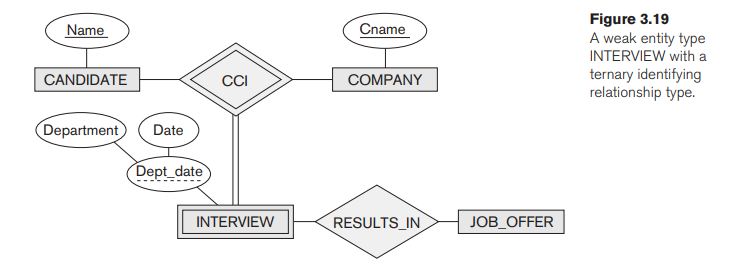 Name
Cname
Figure 3.19
A weak entity type
INTERVIEW with a
ternary identifying
relationship type.
CANDIDATE
CCI
COMPANY
Department
Date
Dept_date
INTERVIEW
RESULTS_IN
JOB_OFFER